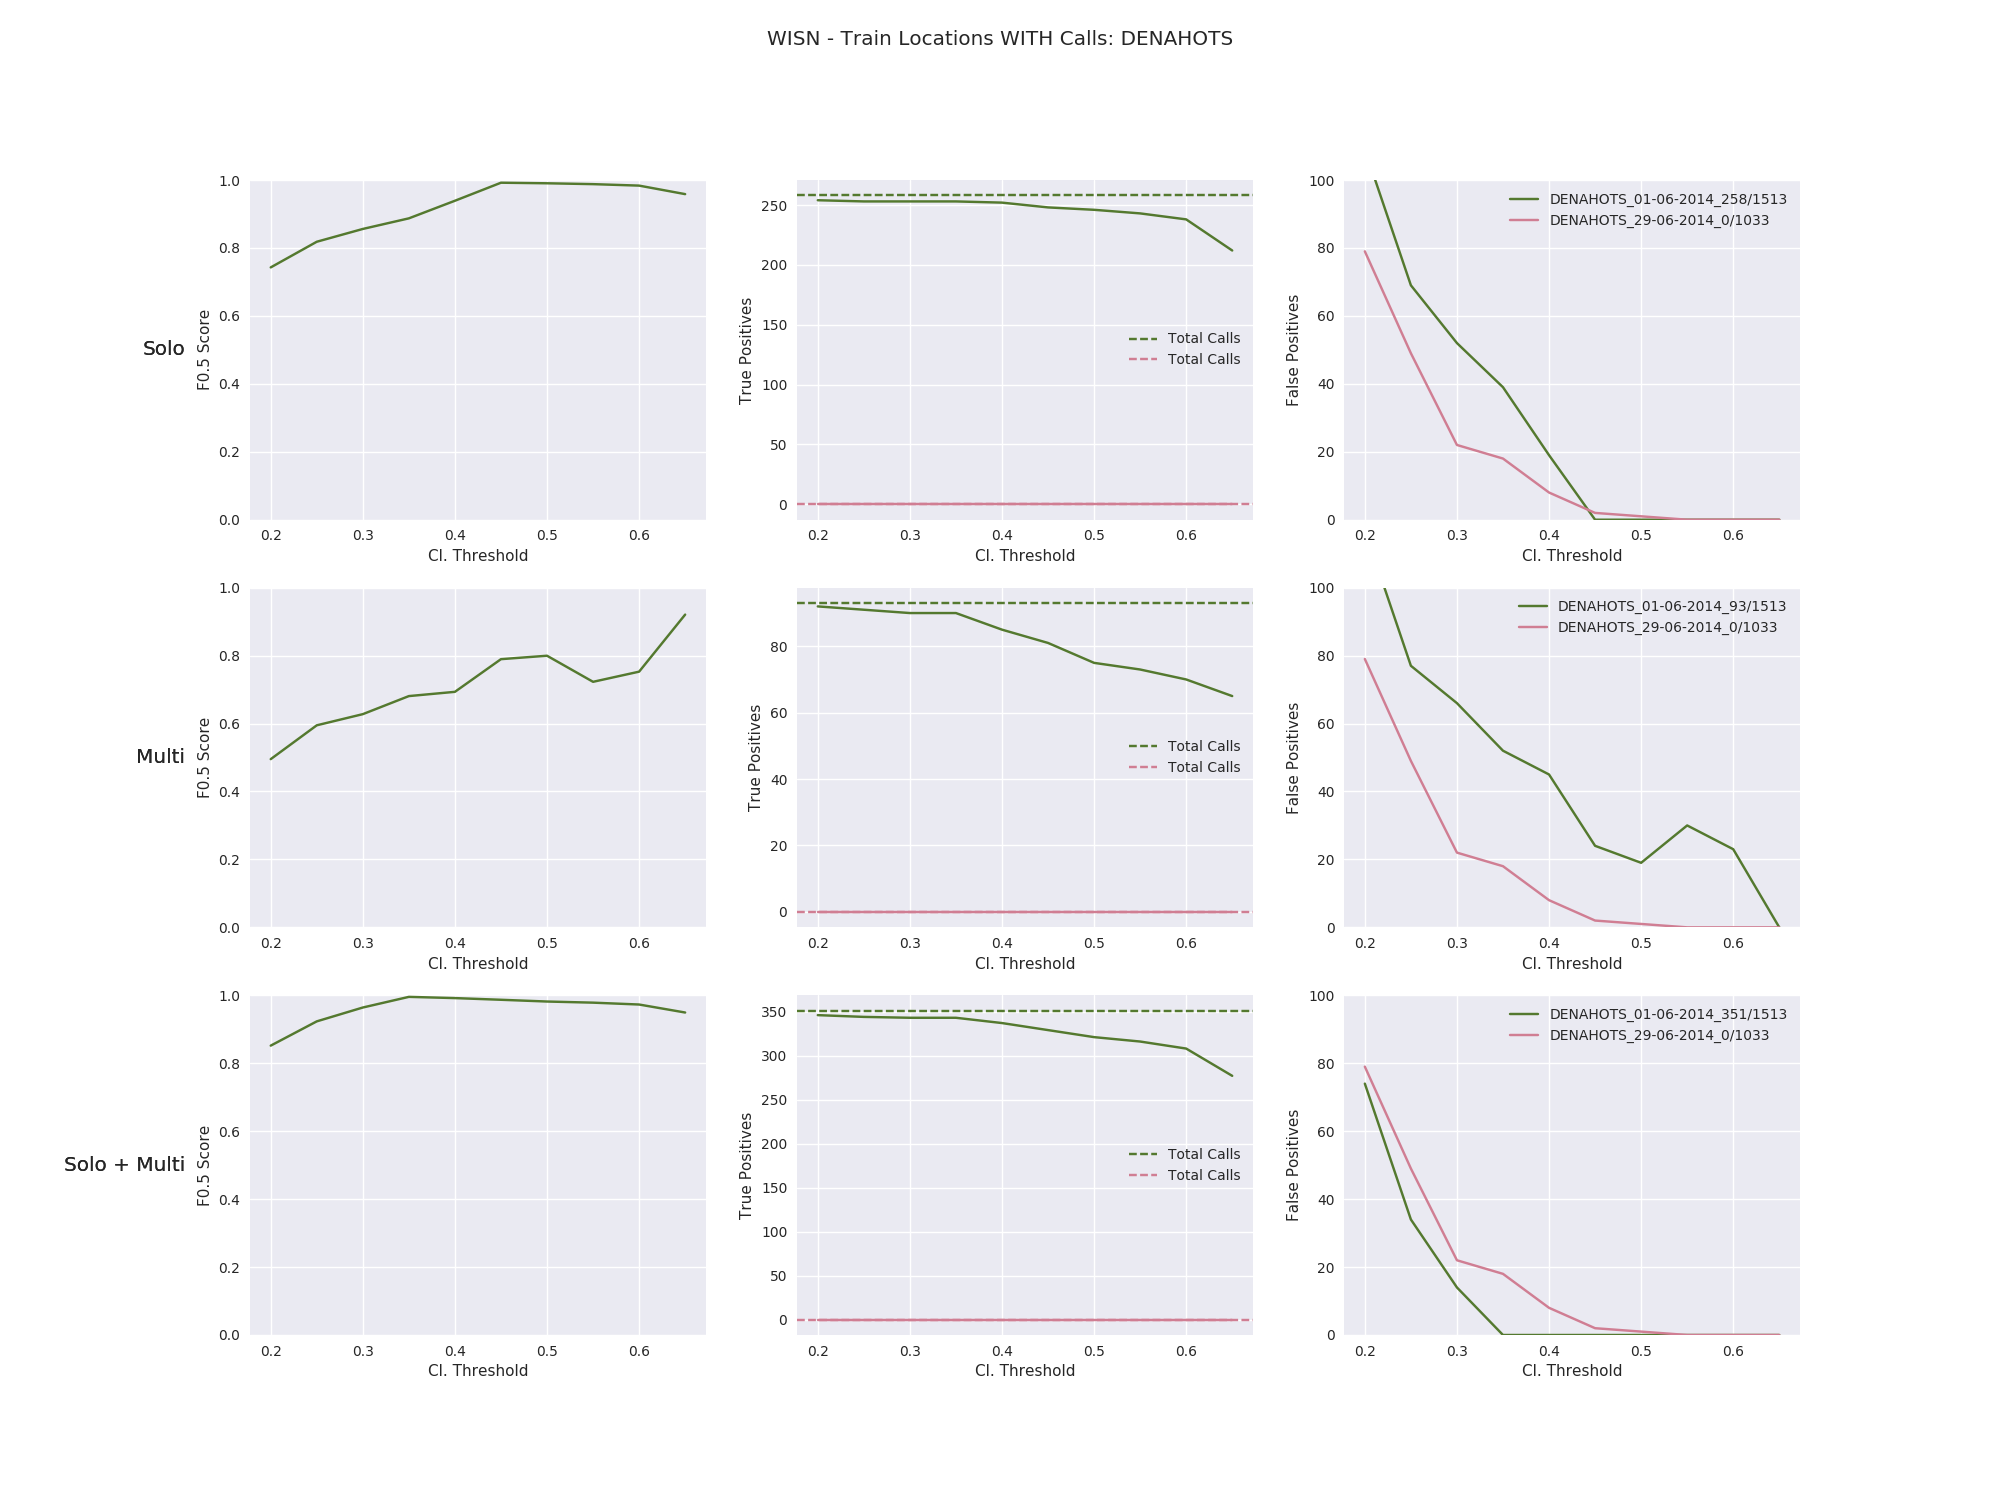 WISN - Train Locations WITH Calls: DENAHOTS
Solo
F0.5 Score
1.0
0.8
0.6
0.4
0.2
0.0
0.2 0.3 0.4 0.5 0.6
Cl. Threshold
True Positives
250
200
150
100
50
0
Total Calls
Total Calls
0.2 0.3 0.4 0.5 0.6
Cl. Threshold
False Positives
100
80
60
40
20
0
DENAHOTS_01-06-2014_258/1513
DENAHOTS_29-06-2014_0/1033
0.2 0.3 0.4 0.5 0.6
Cl. Threshold
Multi
F0.5 Score
1.0
0.8
0.6
0.4
0.2
0.0
0.2 0.3 0.4 0.5 0.6
Cl. Threshold
True Positives
80
60
40
20
0
Total Calls
Total Calls
0.2 0.3 0.4 0.5 0.6
Cl. Threshold
False Positives
100
80
60
40
20
0
DENAHOTS_01-06-2014_93/1513
DENAHOTS_29-06-2014_0/1033
0.2 0.3 0.4 0.5 0.6
Cl. Threshold
Solo + Multi
F0.5 Score
1.0
0.8
0.6
0.4
0.2
0.0
0.2 0.3 0.4 0.5 0.6
Cl. Threshold
True Positives
350
300
250
200
150
100
50
0
Total Calls
Total Calls
0.2 0.3 0.4 0.5 0.6
Cl. Threshold
False Positives
100
80
60
40
20
0
DENAHOTS_01-06-2014_351/1513
DENAHOTS_29-06-2014_0/1033
0.2 0.3 0.4 0.5 0.6
Cl. Threshold